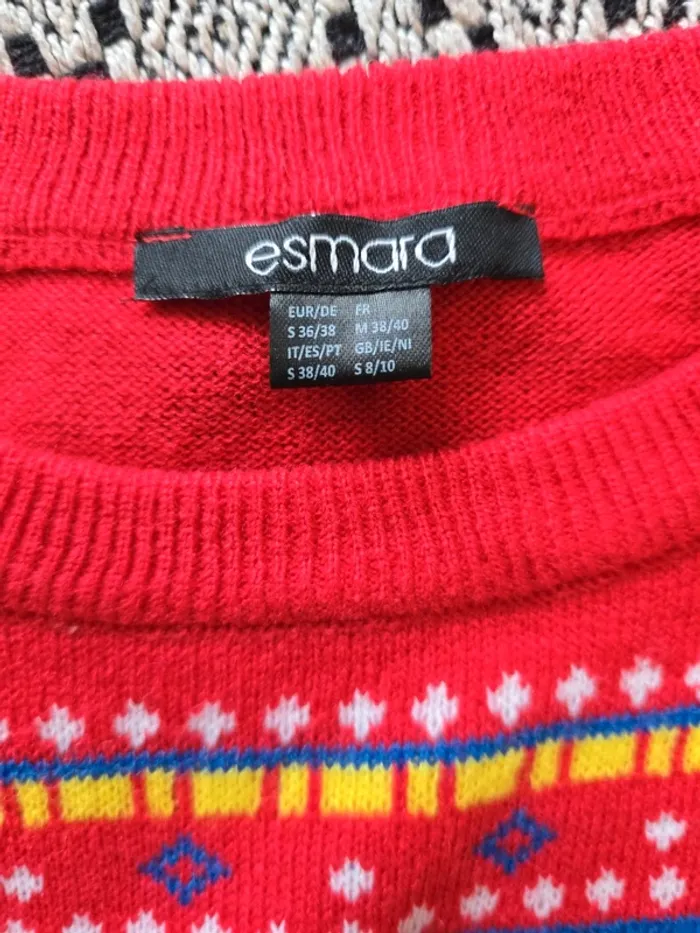 esmara
EUR/DE FR
S 36/38 M 38/40
IT/ES/PT GB/IE/NI
S 38/40 S 8/10